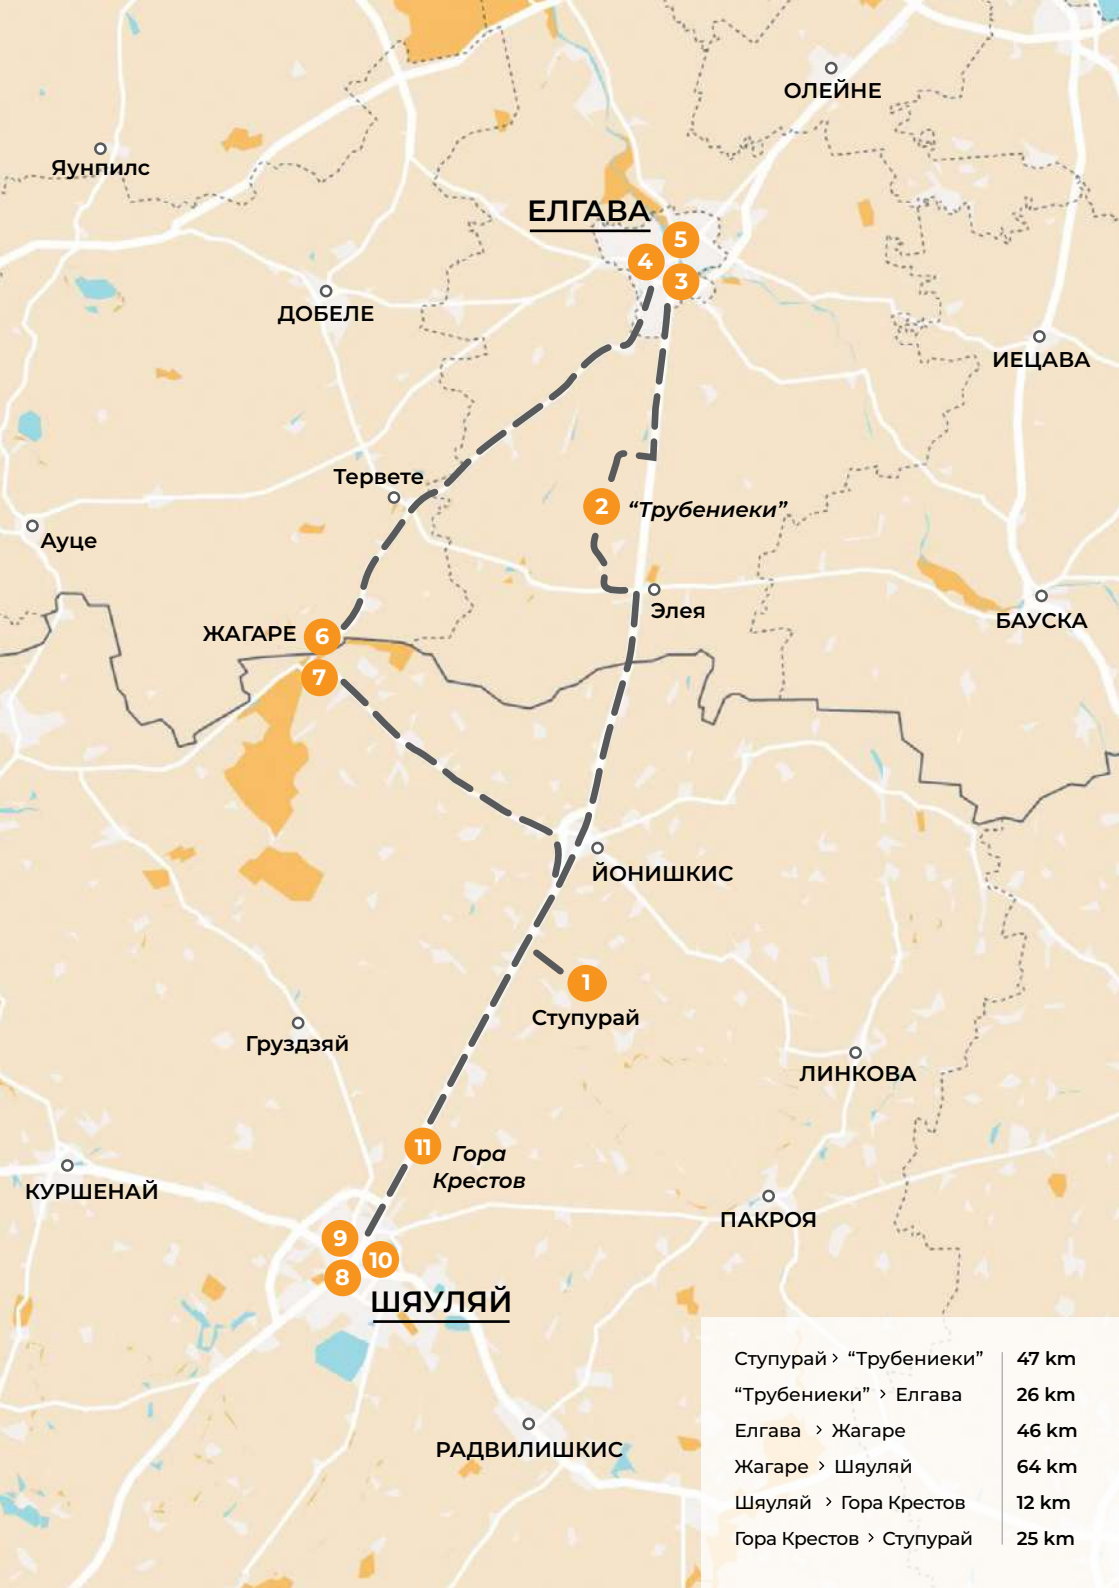 ОЛЕЙНЕ
Яунпилс
ЕЛГАВА
5
4
3
ДОБЕЛЕ
ИЕЦАВА
Тервете
2 “Трубениеки”
Ауце
Элея
БАУСКА
ЖАГАРЕ 6
7
ЙОНИШКИС
1
Ступурай
Груздзяй
ЛИНКОВА
11 Гора
Крестов
КУРШЕНАЙ
ПАКРОЯ
9
10
8
ШЯУЛЯЙ
РАДВИЛИШКИС
Ступурай › “Трубениеки” 47 km
“Трубениеки” › Елгава 26 km
Елгава › Жагаре 46 km
Жагаре › Шяуляй 64 km
Шяуляй › Гора Крестов 12 km
Гора Крестов › Ступурай 25 km